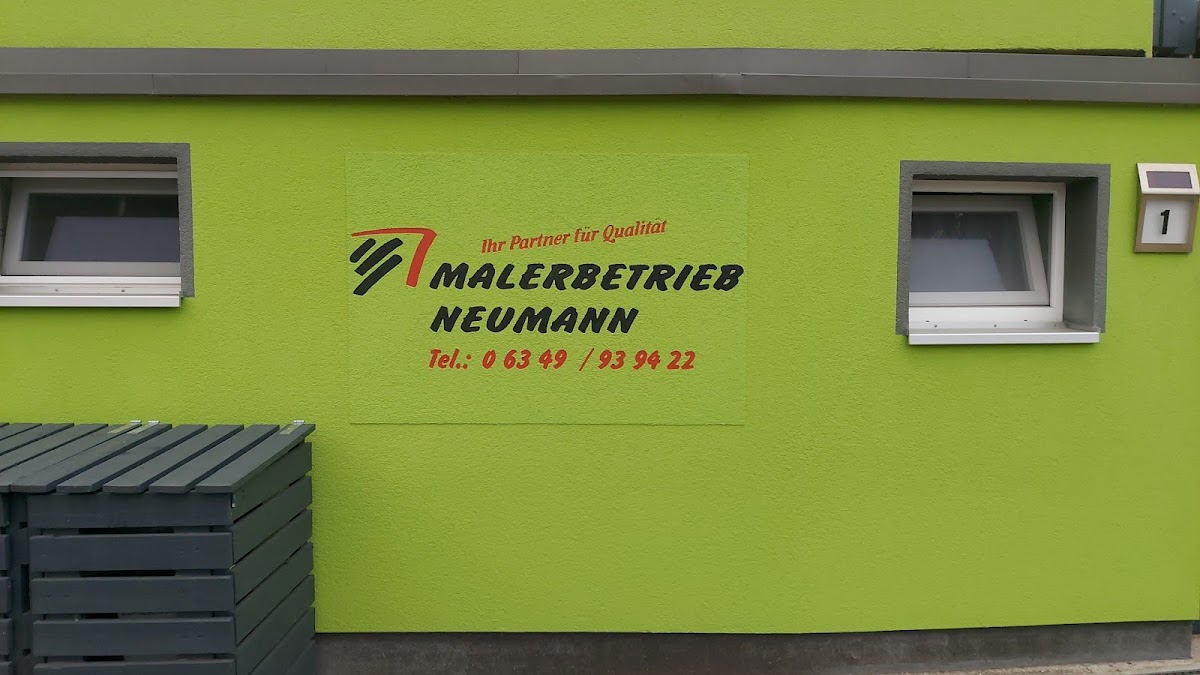 Ihr Partner für Qualität
MALERBETRIEB
NEUMANN
Tel.: 0 63 49 / 93 94 22
1